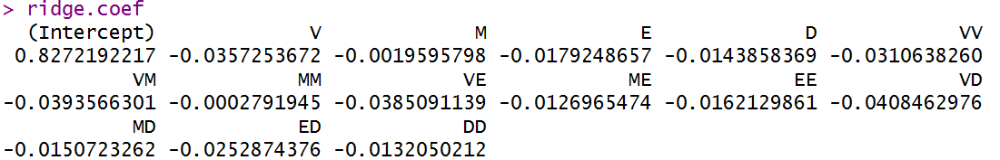 > ridge.coef
(Intercept) V M E D VV
0.8272192217 -0.0357253672 -0.0019595798 -0.0179248657 -0.0143858369 -0.0310638260
VM MM VE ME EE VD
-0.0393566301 -0.0002791945 -0.0385091139 -0.0126965474 -0.0162129861 -0.0408462976
MD ED DD
-0.0150723262 -0.0252874376 -0.0132050212